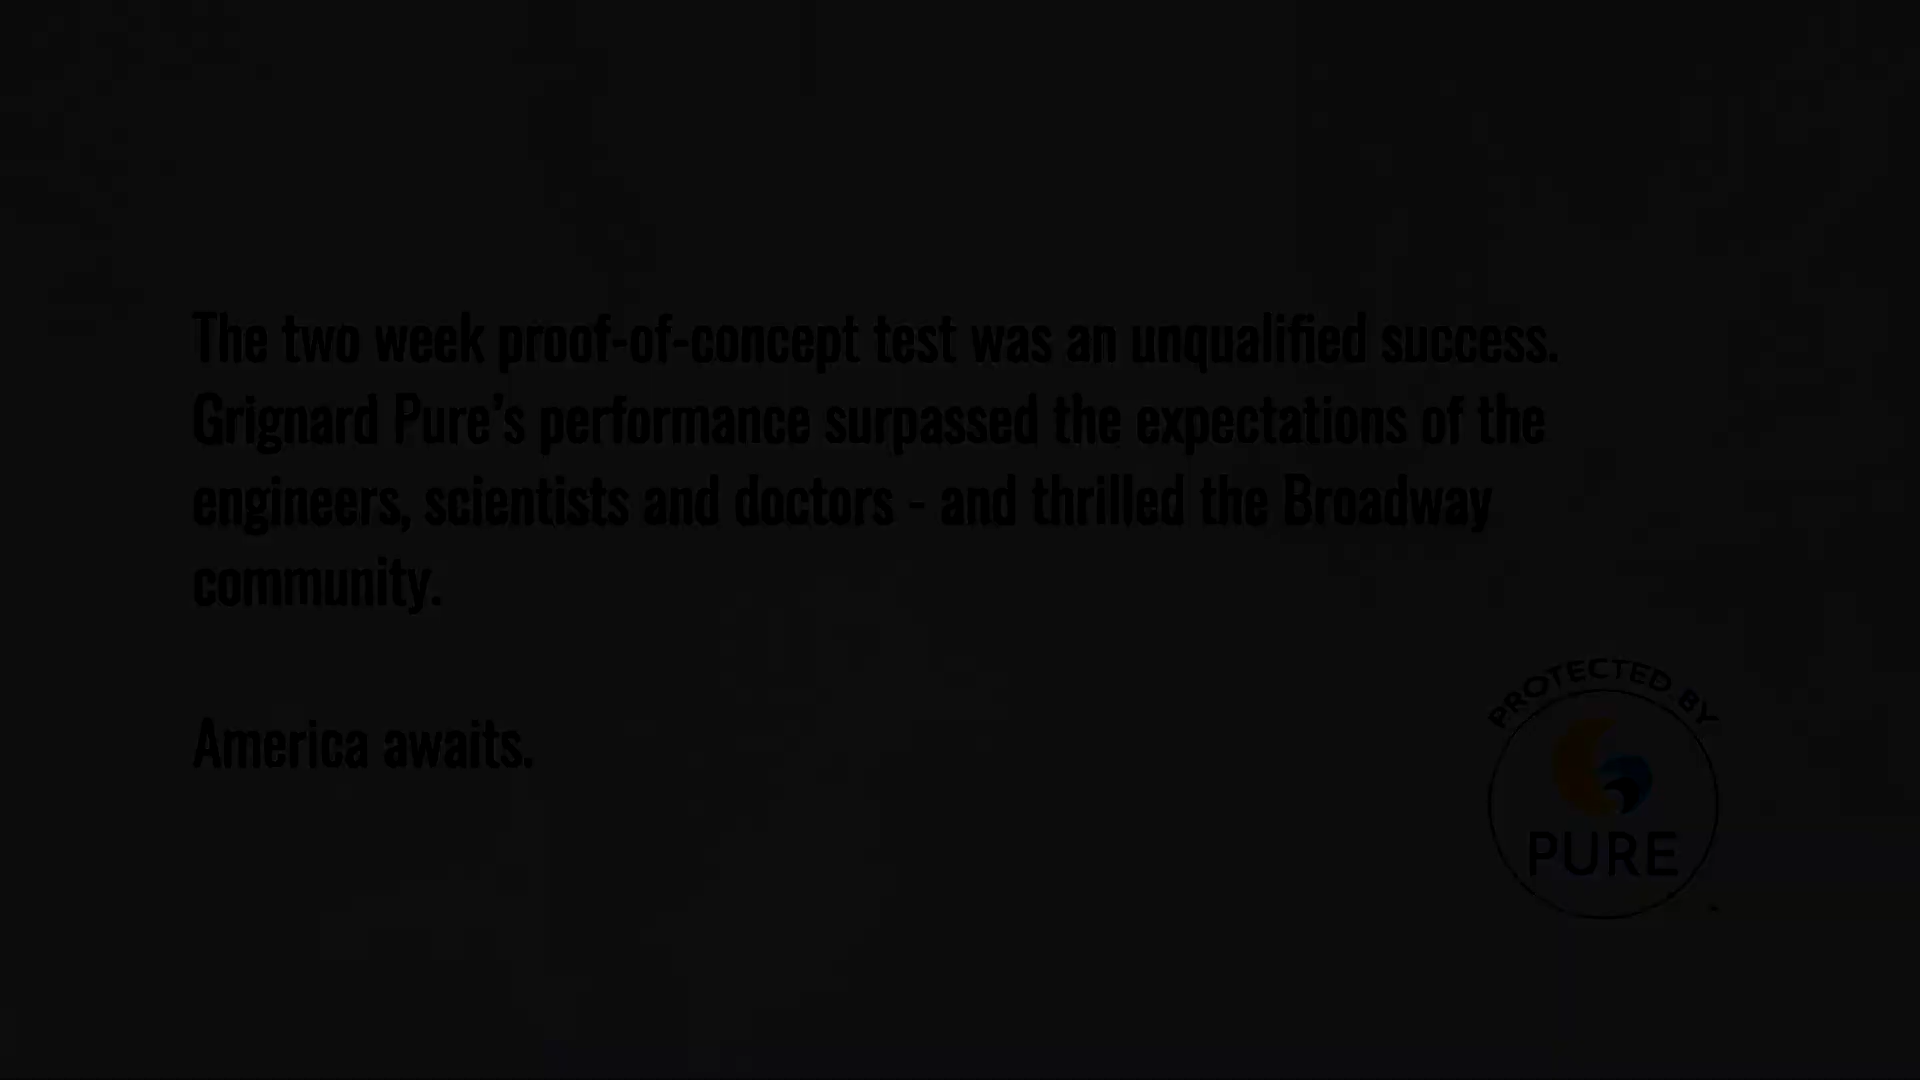 The two week proof-of-concept test was an unqualified success.
Grignard Pure's performance surpassed the expectations of the
engineers, scientists and doctors - and thrilled the Broadway
community.
America awaits.
PROTECTED BY
PURE